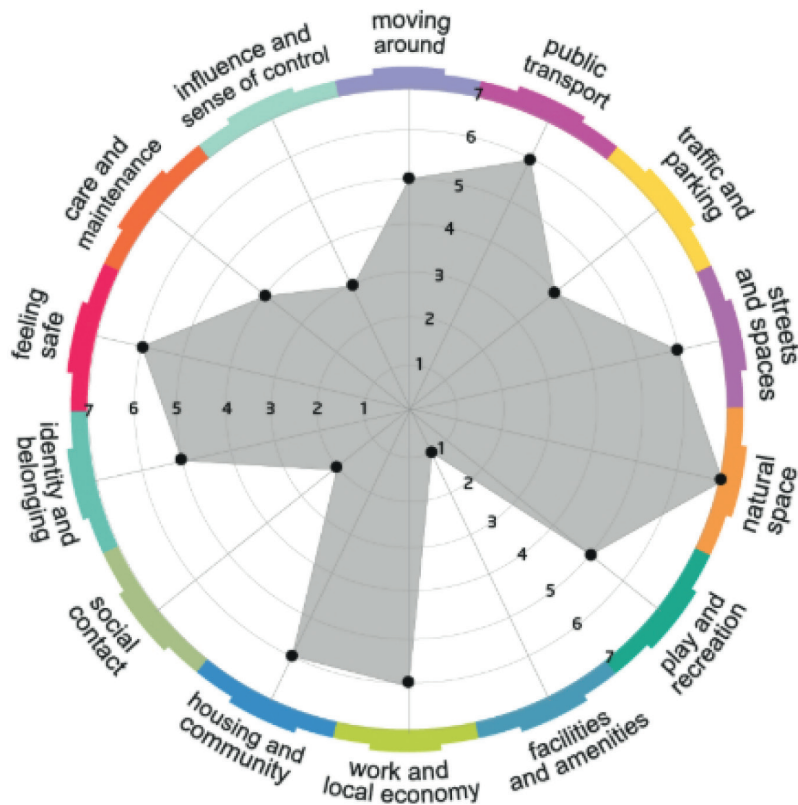 moving
around
public
transport
traffic and
parking
streets
and spaces
natural
space
play and
recreation
facilities
and amenities
work and
local economy
housing and
community
social
contact
identity and
belonging
feeling
safe
care and
maintenance
influence and
sense of control
7
6
5
4
3
2
1
7 6 5 4 3 2 1
1
2
3
4
5
6
7